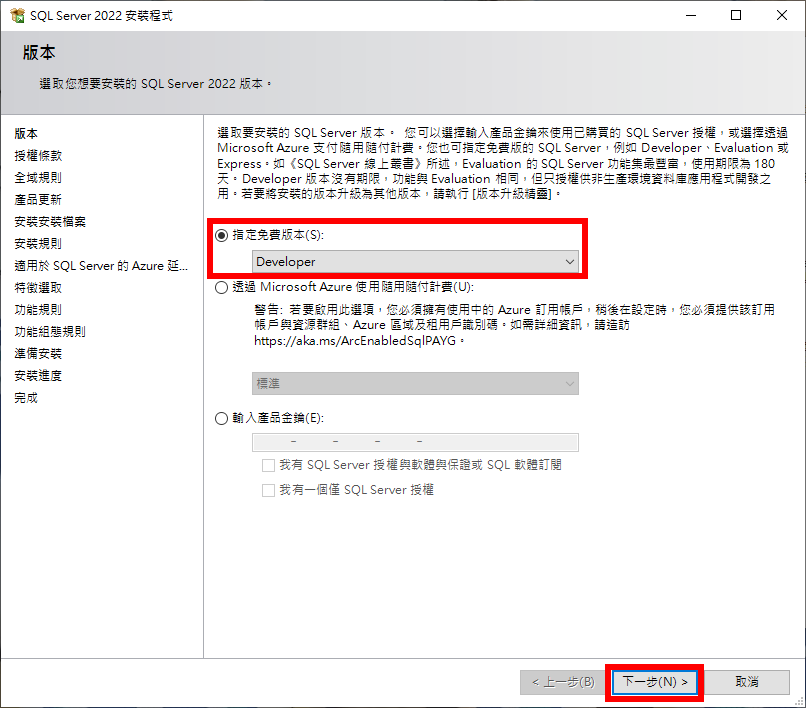 SQL Server 2022 安裝程式
版本
選取您想要安裝的 SQL Server 2022 版本。
版本
授權條款
全域規則
產品更新
安裝安裝檔案
安裝規則
適用於 SQL Server 的 Azure 延...
特徵選取
功能規則
功能組態規則
準備安裝
安裝進度
完成
選取要安裝的 SQL Server 版本。 您可以選擇輸入產品金鑰來使用已購買的 SQL Server 授權，或選擇透過
Microsoft Azure 支付隨用隨付計費。您也可指定免費版的 SQL Server，例如 Developer、Evaluation 或
Express。如《SQL Server 線上叢書》所述，Evaluation 的 SQL Server 功能集最豐富，使用期限為 180
天。Developer 版本沒有期限，功能與 Evaluation 相同，但只授權供非生產環境資料庫應用程式開發之
用。若要將安裝的版本升級為其他版本，請執行 [版本升級精靈]。
指定免費版本(S):
Developer
透過 Microsoft Azure 使用隨用隨付計費(U):
警告: 若要啟用此選項，您必須擁有使用中的 Azure 訂用帳戶，稍後在設定時，您必須提供該訂用
帳戶與資源群組、Azure 區域及租用戶識別碼。如需詳細資訊，請造訪
https://aka.ms/ArcEnabledSqlPAYG。
標準
輸入產品金鑰(E):
- - - -
我有 SQL Server 授權與軟體與保證或 SQL 軟體訂閱
我有一個僅 SQL Server 授權
< 上一步(B)
下一步(N) >
取消